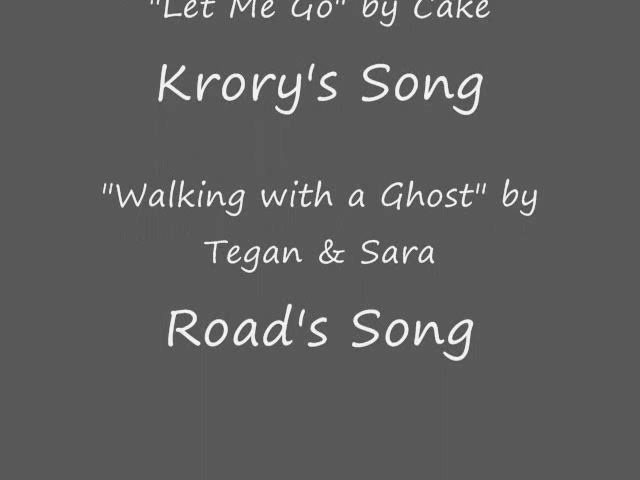 "Let Me Go" by Cake
Krory's Song
"Walking with a Ghost" by
Tegan & Sara
Road's Song